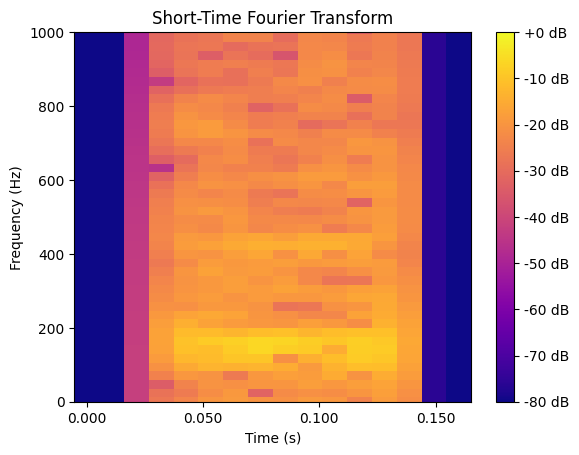 Short-Time Fourier Transform
1000
800
600
400
200
0
Frequency (Hz)
0.000
0.050
0.100
0.150
Time (s)
+0 dB
-10 dB
-20 dB
-30 dB
-40 dB
-50 dB
-60 dB
-70 dB
-80 dB